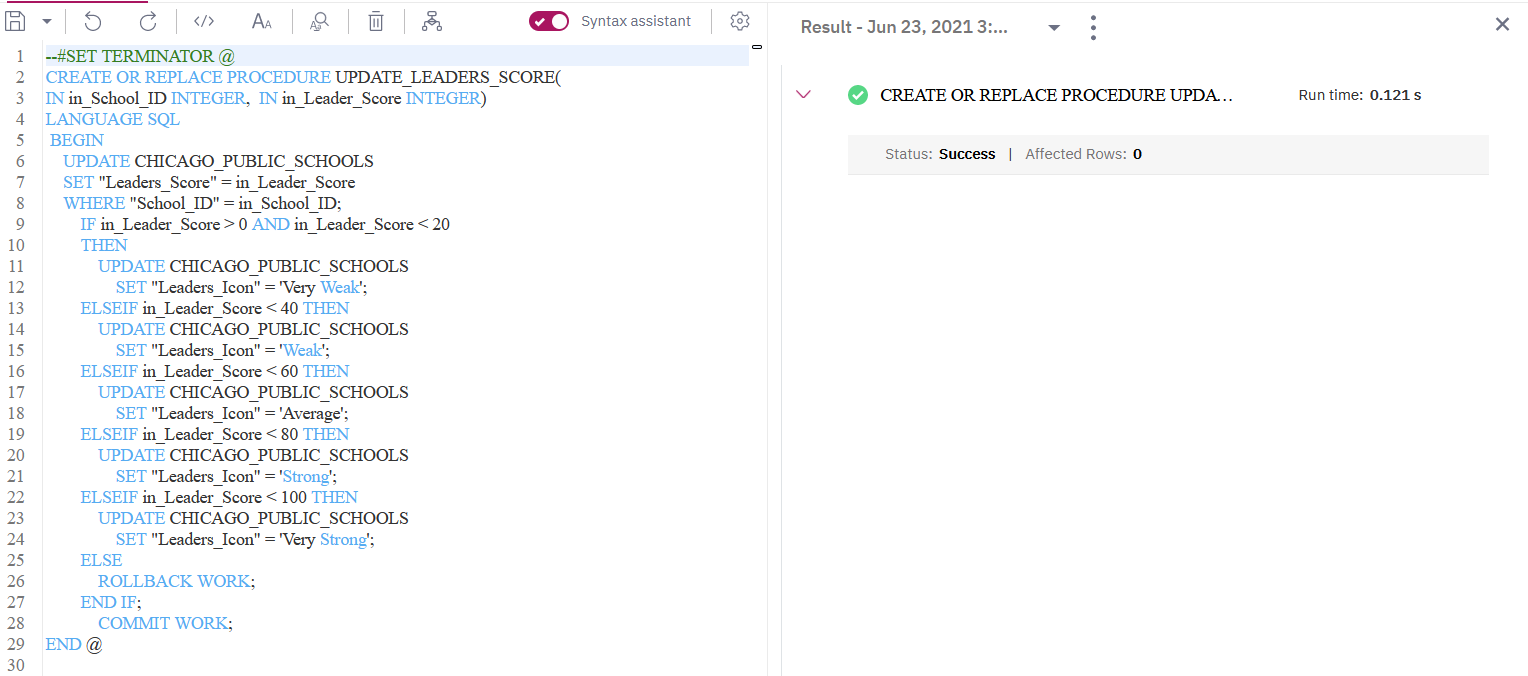 </> AA Syntax assistant
1 --#SET TERMINATOR @
2 CREATE OR REPLACE PROCEDURE UPDATE_LEADERS_SCORE(
3 IN in_School_ID INTEGER, IN in_Leader_Score INTEGER)
4 LANGUAGE SQL
5 BEGIN
6 UPDATE CHICAGO_PUBLIC_SCHOOLS
7 SET "Leaders_Score" = in_Leader_Score
8 WHERE "School_ID" = in_School_ID;
9 IF in_Leader_Score > 0 AND in_Leader_Score < 20
10 THEN
11 UPDATE CHICAGO_PUBLIC_SCHOOLS
12 SET "Leaders_Icon" = 'Very Weak';
13 ELSEIF in_Leader_Score < 40 THEN
14 UPDATE CHICAGO_PUBLIC_SCHOOLS
15 SET "Leaders_Icon" = 'Weak';
16 ELSEIF in_Leader_Score < 60 THEN
17 UPDATE CHICAGO_PUBLIC_SCHOOLS
18 SET "Leaders_Icon" = 'Average';
19 ELSEIF in_Leader_Score < 80 THEN
20 UPDATE CHICAGO_PUBLIC_SCHOOLS
21 SET "Leaders_Icon" = 'Strong';
22 ELSEIF in_Leader_Score < 100 THEN
23 UPDATE CHICAGO_PUBLIC_SCHOOLS
24 SET "Leaders_Icon" = 'Very Strong';
25 ELSE
26 ROLLBACK WORK;
27 END IF;
28 COMMIT WORK;
29 END @
30
Result - Jun 23, 2021 3:...
CREATE OR REPLACE PROCEDURE UPDA... Run time: 0.121 s
Status: Success | Affected Rows: 0